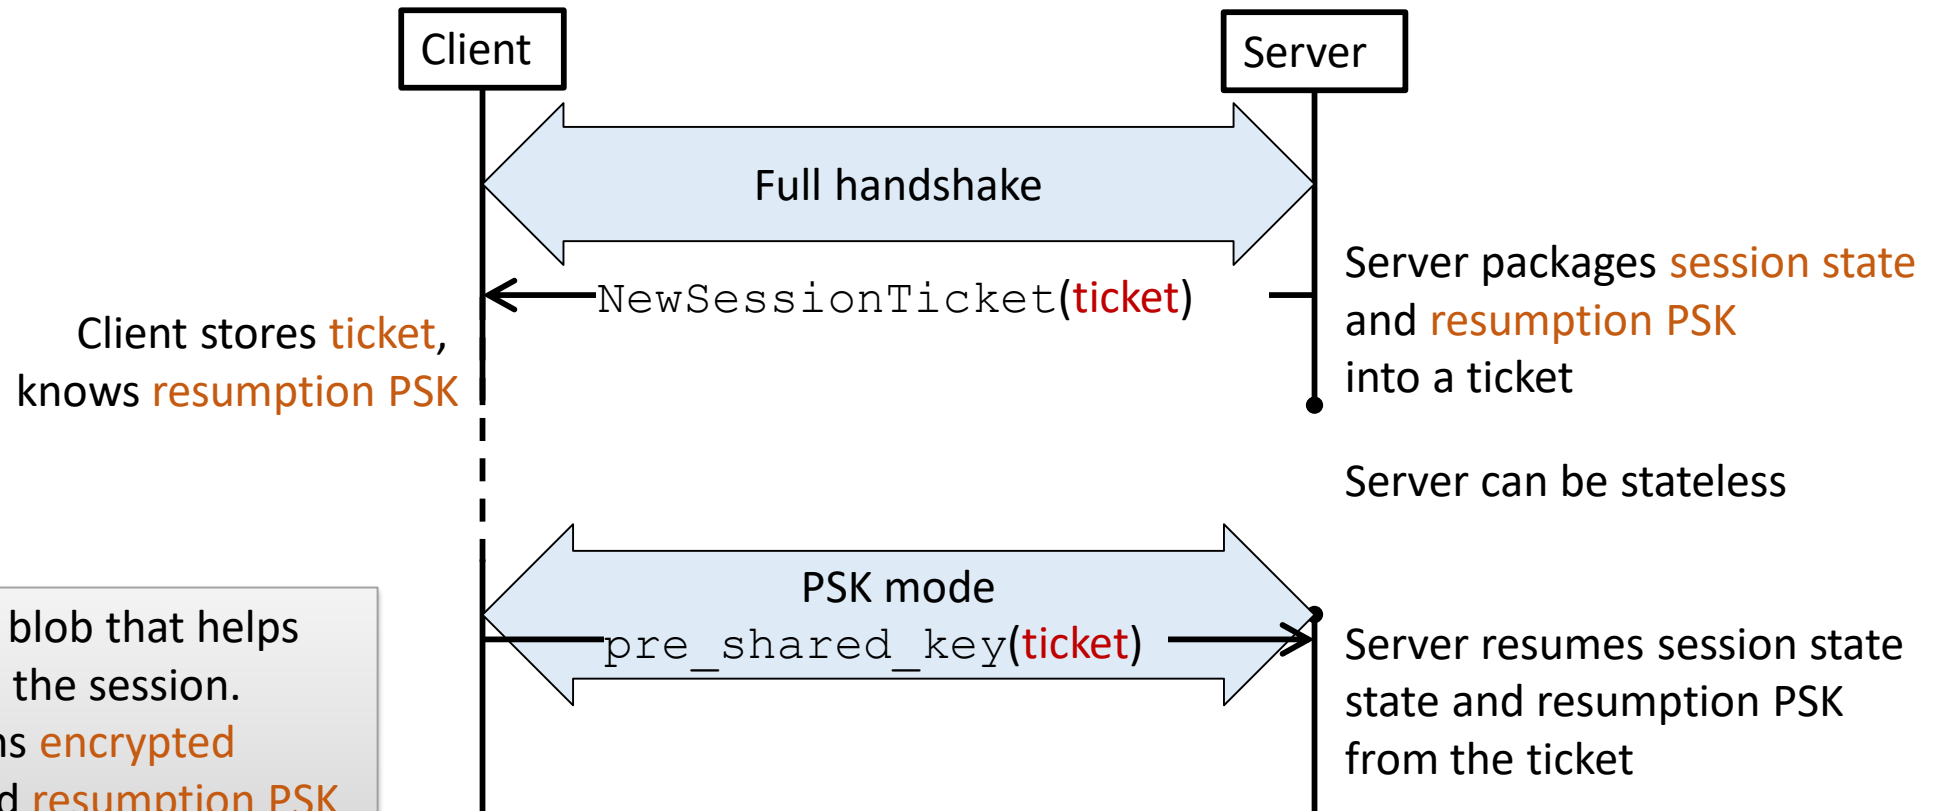 Client
Server
Full handshake
NewSessionTicket(ticket)
Server packages session state
and resumption PSK
into a ticket
Client stores ticket,
knows resumption PSK
Server can be stateless
PSK mode
pre_shared_key(ticket)
Server resumes session state
state and resumption PSK
from the ticket
blob that helps
the session.
encrypted
resumption PSK